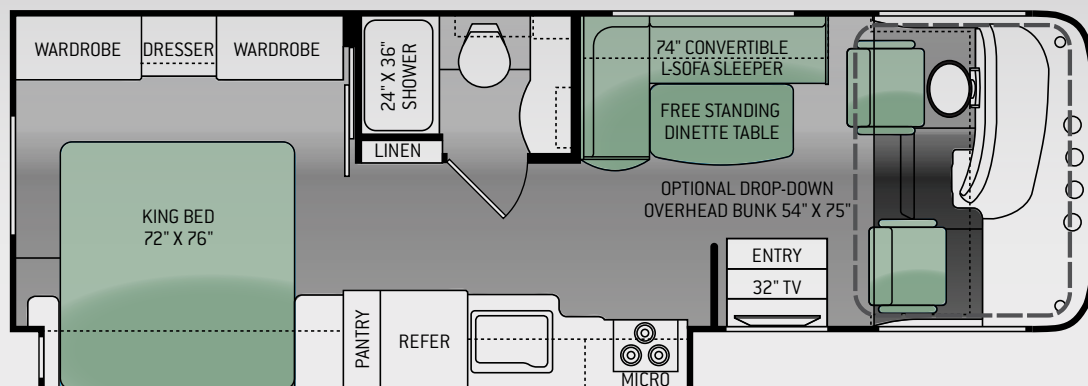 WARDROBE
DRESSER
WARDROBE
24" X 36"
SHOWER
LINEN
74" CONVERTIBLE
L-SOFA SLEEPER
FREE STANDING
DINETTE TABLE
OPTIONAL DROP-DOWN
OVERHEAD BUNK 54" X 75"
KING BED
72" X 76"
ENTRY
32" TV
PANTRY
REFER
MICRO